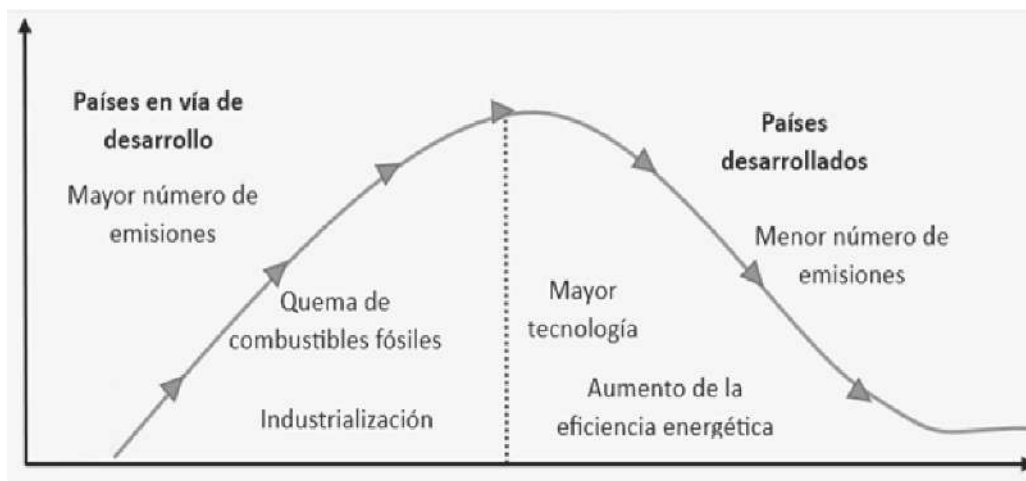 Países en vía de
desarrollo
Mayor número de
emisiones
Quema de
combustibles fósiles
Industrialización
Países
desarrollados
Menor número de
emisiones
Mayor
tecnología
Aumento de la
eficiencia energética